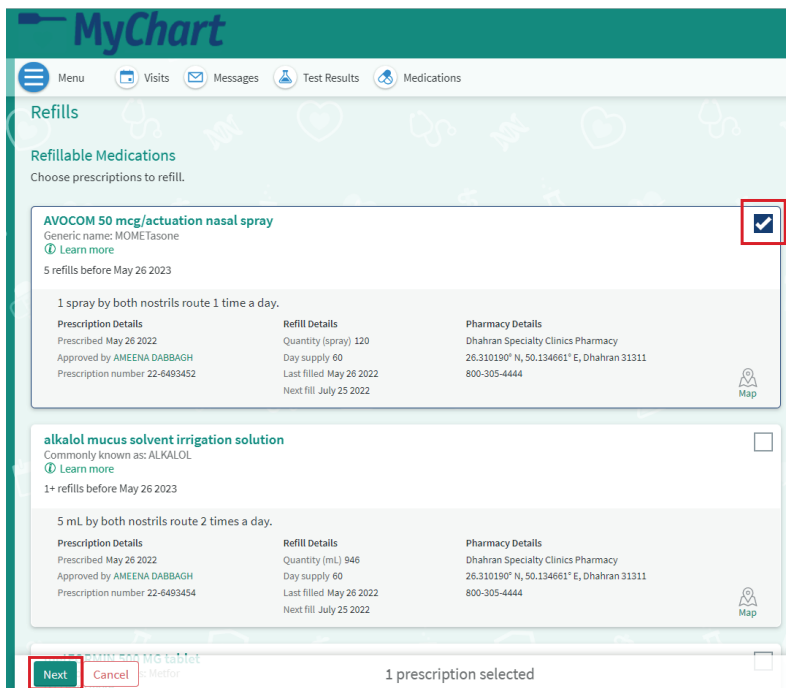 MyChart
Menu Visits Messages Test Results Medications
Refills
Refillable Medications
Choose prescriptions to refill.
AVOCOM 50 mcg/actuation nasal spray
Generic name: MOMETasone
Learn more
5 refills before May 26 2023
1 spray by both nostrils route 1 time a day.
Prescription Details Refill Details Pharmacy Details
Prescribed May 26 2022 Quantity (spray) 120 Dhahran Specialty Clinics Pharmacy
Approved by AMEENA DABBAGH Day supply 60 26.310190° N, 50.134661° E, Dhahran 31311
Prescription number 22-6493452 Last filled May 26 2022 800-305-4444
Next fill July 25 2022
Map
alkalol mucus solvent irrigation solution
Commonly known as: ALKALOL
Learn more
1+ refills before May 26 2023
5 mL by both nostrils route 2 times a day.
Prescription Details Refill Details Pharmacy Details
Prescribed May 26 2022 Quantity (mL) 946 Dhahran Specialty Clinics Pharmacy
Approved by AMEENA DABBAGH Day supply 60 26.310190° N, 50.134661° E, Dhahran 31311
Prescription number 22-6493454 Last filled May 26 2022 800-305-4444
Next fill July 25 2022
Map
500 MG tablet
Next Cancel 1 prescription selected